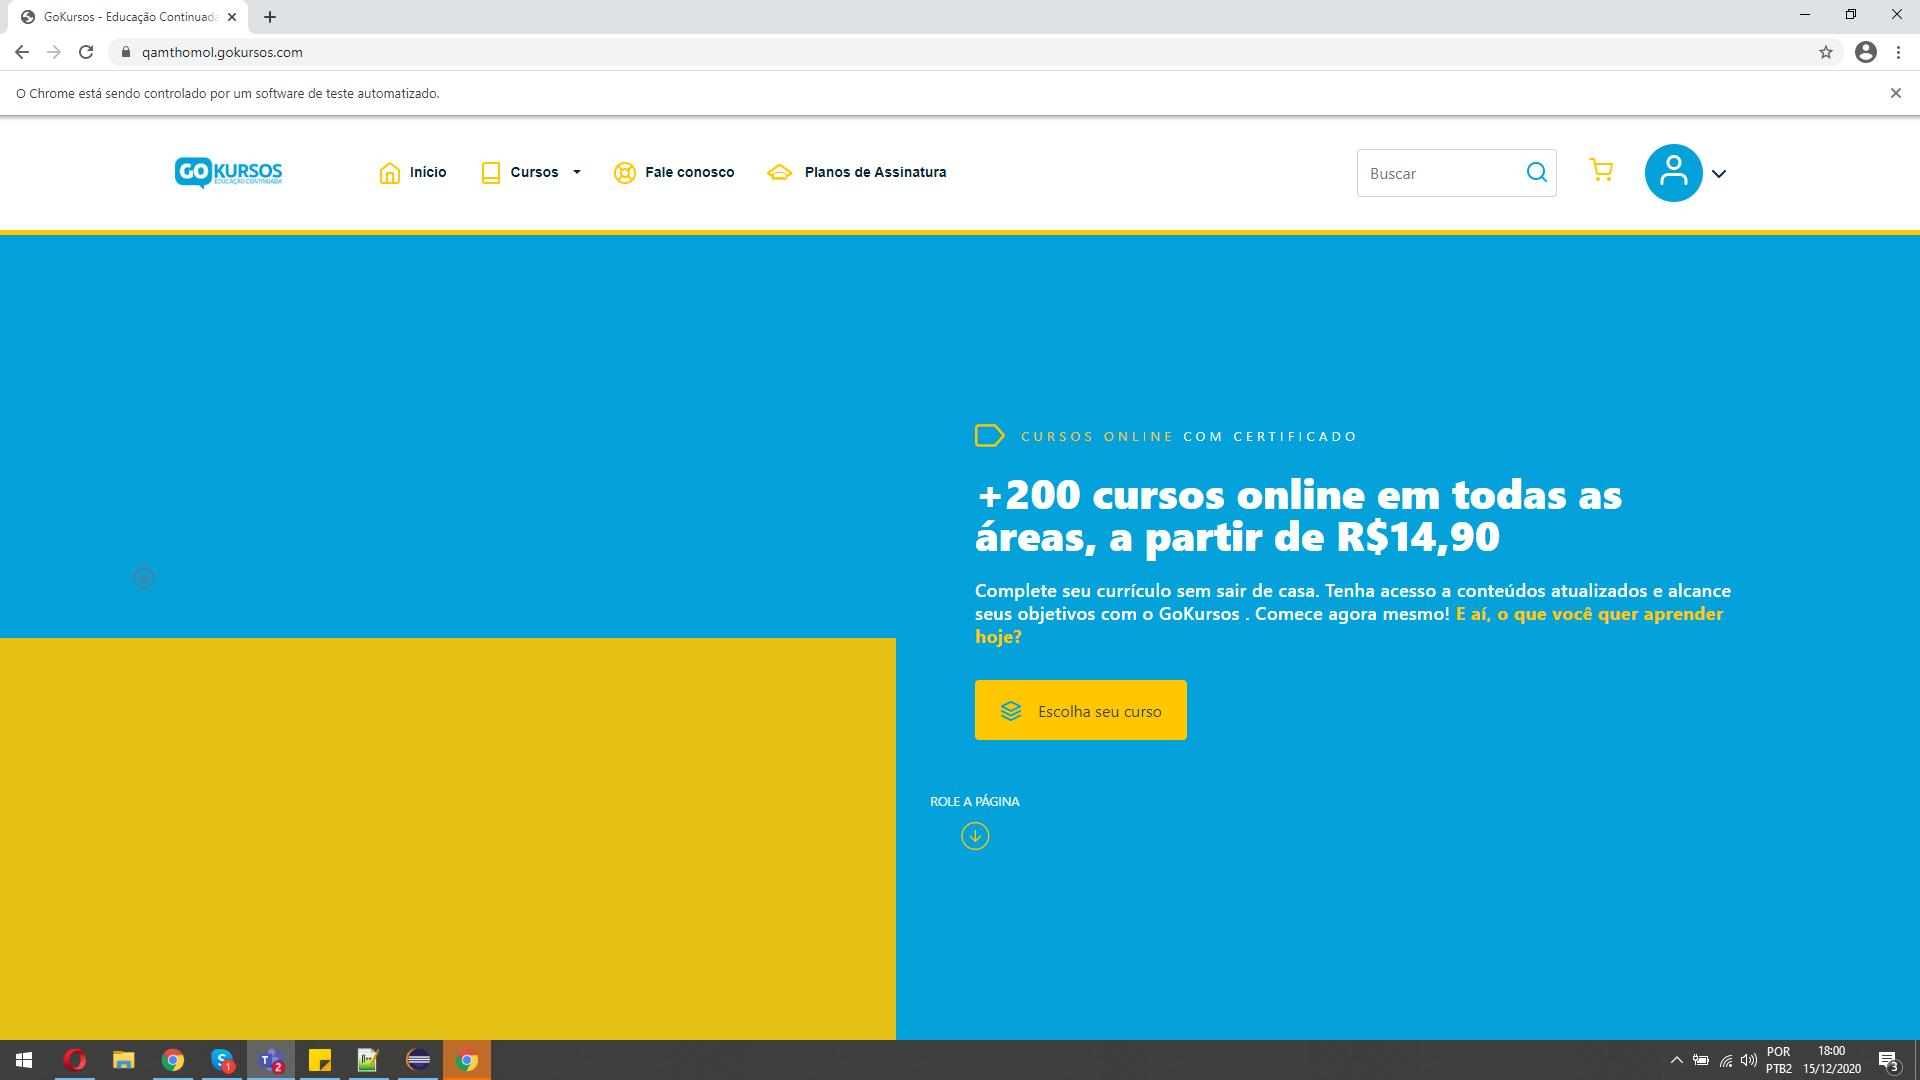 GoKursos - Educação Continuada
qamthomol.gokursos.com
O Chrome está sendo controlado por um software de teste automatizado.
GO KURSOS
EDUCAÇÃO CONTINUADA
Início
Cursos
Fale conosco
Planos de Assinatura
Buscar
CURSOS ONLINE COM CERTIFICADO
+200 cursos online em todas as
áreas, a partir de R$14,90
Complete seu currículo sem sair de casa. Tenha acesso a conteúdos atualizados e alcance
seus objetivos com o GoKursos . Comece agora mesmo! E aí, o que você quer aprender
hoje?
Escolha seu curso
ROLE A PÁGINA
S 1
T 2
POR
PTB2
18:00
15/12/2020
3